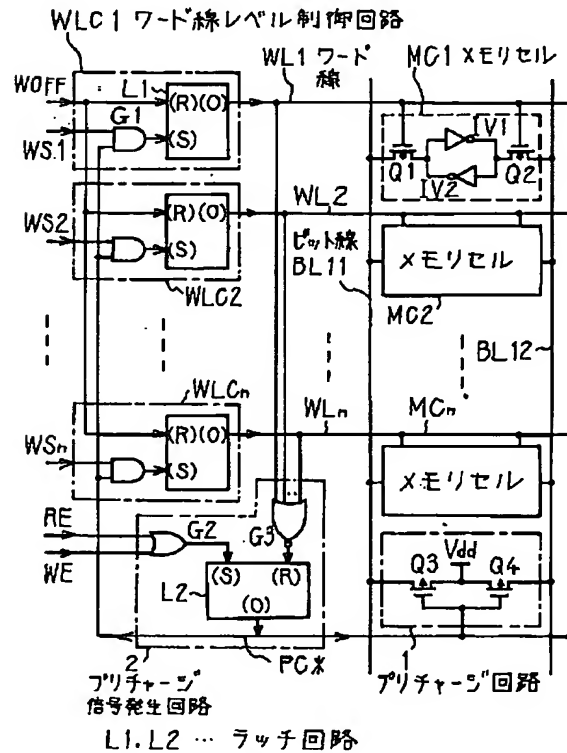 WLC1 ワード線レベル制御回路
WL1 ワード線
MC1 メモリセル
WOFF
L1
(R)(O)
G1
(S)
WS1
IV1
Q1
IV2
Q2
WL2
WS2
(R)(O)
(S)
WLC2
ビット線
BL11
メモリセル
MC2
BL12
WLCn
WLn
MCn
WSn
(R)(O)
(S)
メモリセル
RE
WE
G2
G3
L2
(S)
(R)
(O)
Vdd
Q3
Q4
2
PC*
1
プリチャージ
信号発生回路
プリチャージ回路
L1.L2 … ラッチ回路